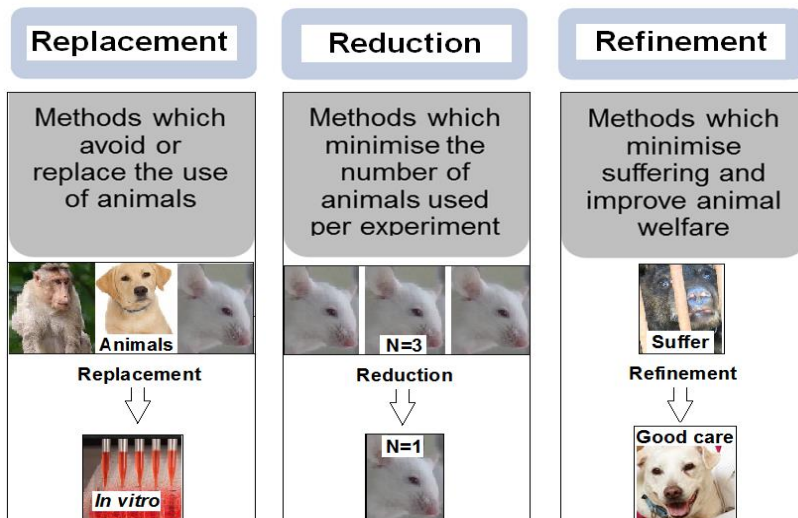 Replacement
Methods which
avoid or
replace the use
of animals
Animals
Replacement
In vitro
Reduction
Methods which
minimise the
number of
animals used
per experiment
N=3
Reduction
N=1
Refinement
Methods which
minimise
suffering and
improve animal
welfare
Suffer
Refinement
Good care